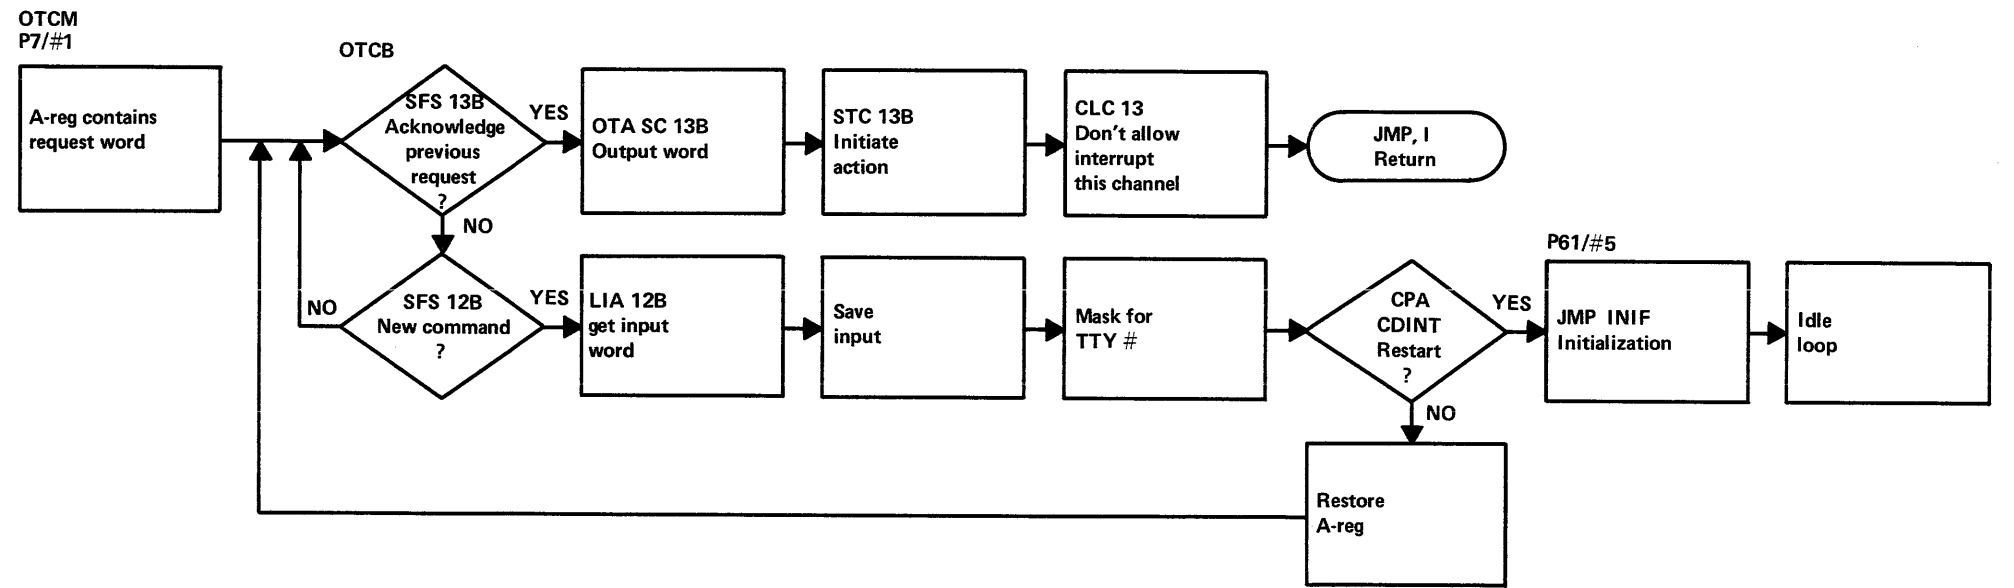 OTCM
P7/#1
A-reg contains
request word
OTCB
SFS 13B
Acknowledge
previous
request
?
YES
OTA SC 13B
Output word
STC 13B
Initiate
action
CLC 13
Don't allow
interrupt
this channel
JMP, I
Return
NO
SFS 12B
New command
?
NO
YES
LIA 12B
get input
word
Save
input
Mask for
TTY #
CPA
CDINT
Restart
?
YES
P61/#5
JMP INIF
Initialization
Idle
loop
NO
Restore
A-reg